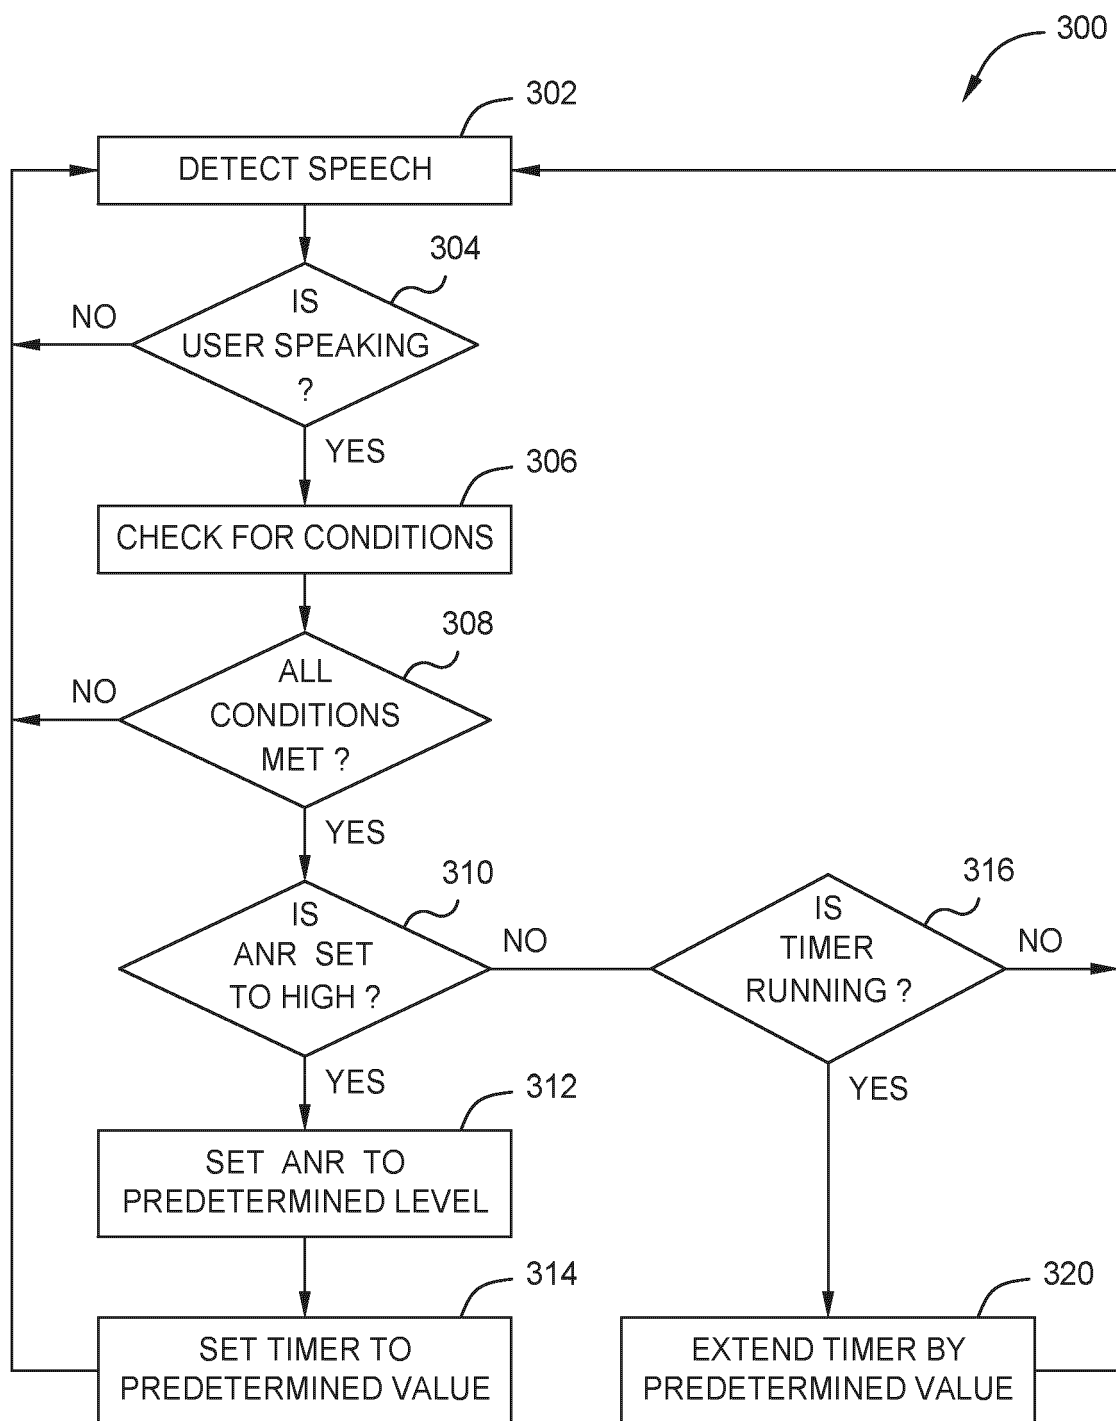 300
302
DETECT SPEECH
304
IS
USER SPEAKING
?
NO
YES
306
CHECK FOR CONDITIONS
308
ALL
CONDITIONS
MET ?
NO
YES
310
IS
ANR SET
TO HIGH ?
NO
316
IS
TIMER
RUNNING ?
NO
YES
YES
312
SET ANR TO
PREDETERMINED LEVEL
314
SET TIMER TO
PREDETERMINED VALUE
320
EXTEND TIMER BY
PREDETERMINED VALUE